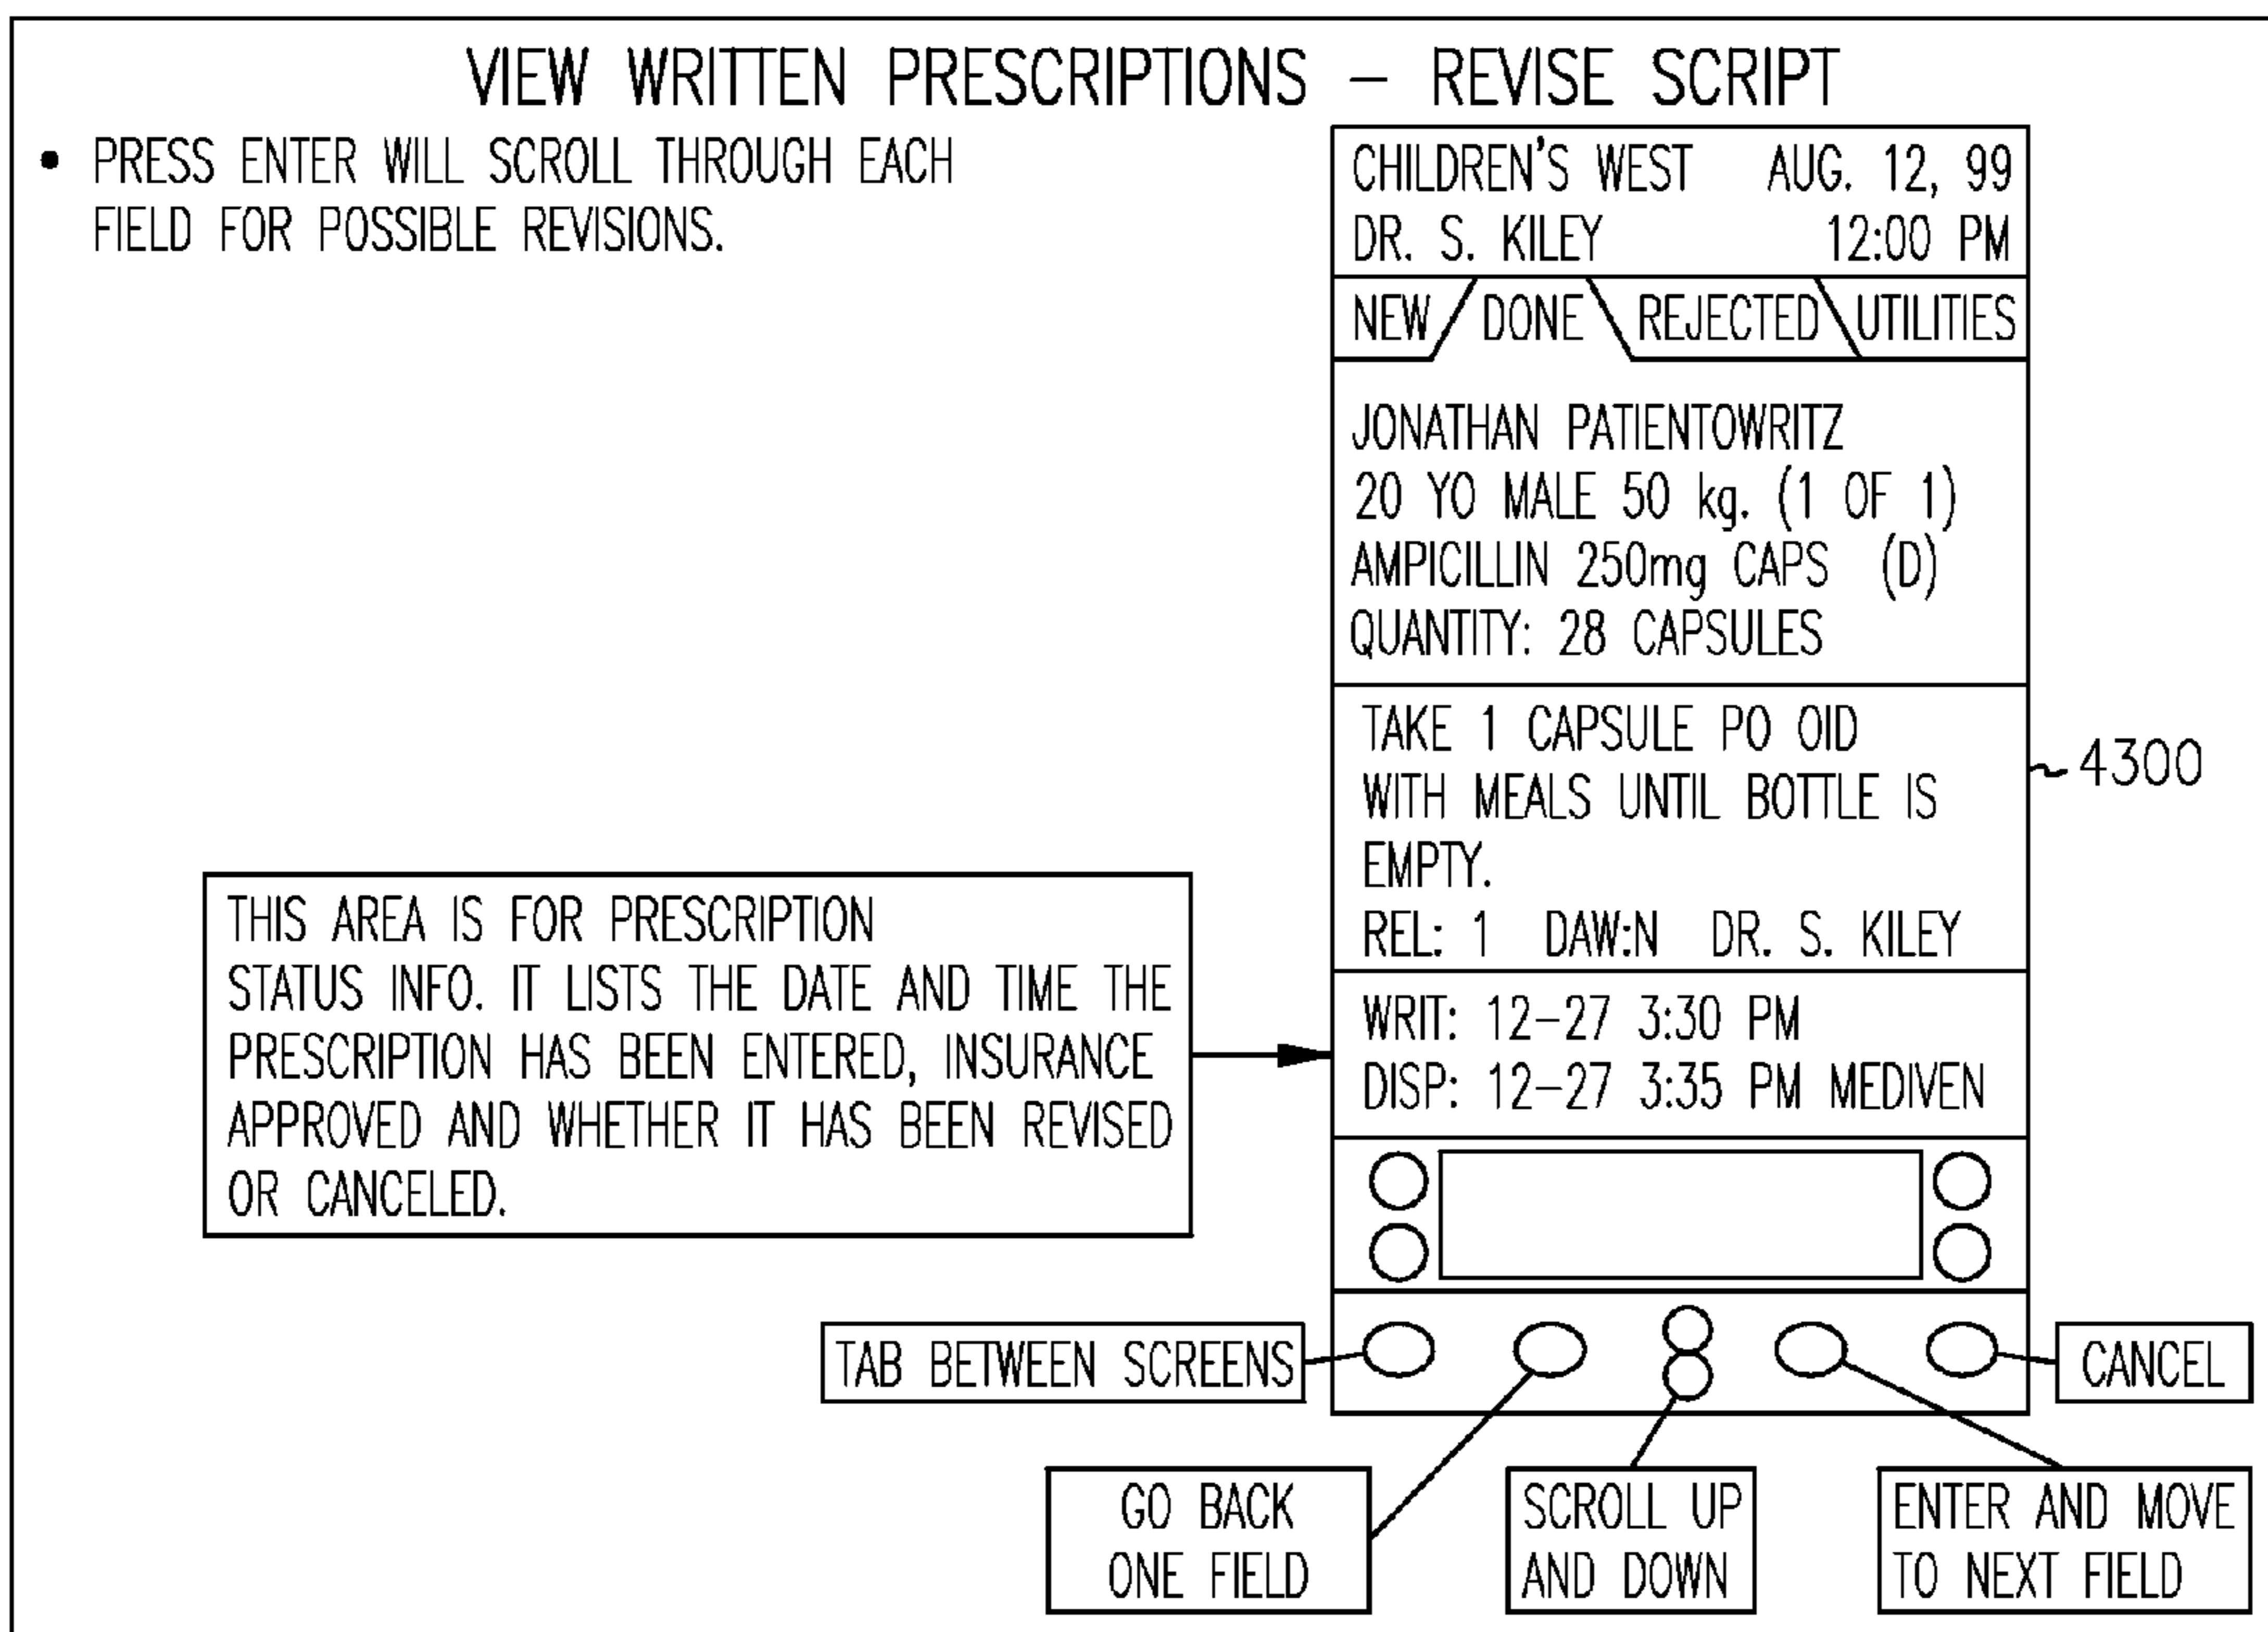 VIEW WRITTEN PRESCRIPTIONS – REVISE SCRIPT
• PRESS ENTER WILL SCROLL THROUGH EACH
FIELD FOR POSSIBLE REVISIONS.
CHILDREN'S WEST AUG. 12, 99
DR. S. KILEY 12:00 PM
NEW DONE REJECTED UTILITIES
JONATHAN PATIENTOWRITZ
20 YO MALE 50 kg. (1 OF 1)
AMPICILLIN 250mg CAPS (D)
QUANTITY: 28 CAPSULES
TAKE 1 CAPSULE PO OID
WITH MEALS UNTIL BOTTLE IS
EMPTY.
REL: 1 DAW:N DR. S. KILEY
4300
THIS AREA IS FOR PRESCRIPTION
STATUS INFO. IT LISTS THE DATE AND TIME THE
PRESCRIPTION HAS BEEN ENTERED, INSURANCE
APPROVED AND WHETHER IT HAS BEEN REVISED
OR CANCELED.
WRIT: 12–27 3:30 PM
DISP: 12–27 3:35 PM MEDIVEN
TAB BETWEEN SCREENS
CANCEL
GO BACK
ONE FIELD
SCROLL UP
AND DOWN
ENTER AND MOVE
TO NEXT FIELD